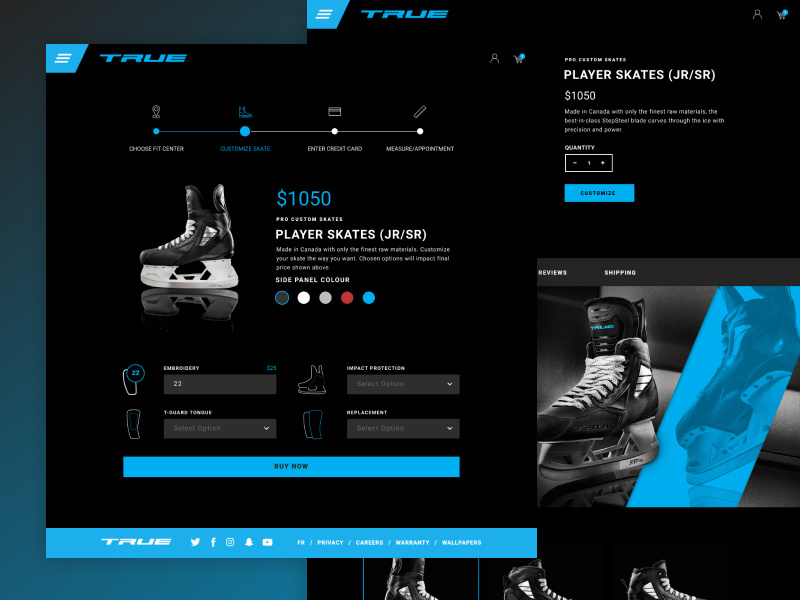 TRUE
1
CHOOSE FIT CENTER
CUSTOMIZE SKATE
ENTER CREDIT CARD
MEASURE/APPOINTMENT
$1050
PRO CUSTOM SKATES
PLAYER SKATES (JR/SR)
Made in Canada with only the finest raw materials. Customize
your skate the way you want. Chosen options will impact final
price shown above.
SIDE PANEL COLOUR
22
EMBROIDERY
$25
22
IMPACT PROTECTION
Select Option
T-GUARD TONGUE
Select Option
REPLACEMENT
Select Option
BUY NOW
TRUE
FR / PRIVACY / CAREERS / WARRANTY / WALLPAPERS
TRUE
PRO CUSTOM SKATES
PLAYER SKATES (JR/SR)
$1050
Made in Canada with only the finest raw materials, the
best-in-class StepSteel blade carves through the ice with
precision and power.
QUANTITY
- 1 +
CUSTOMIZE
REVIEWS
SHIPPING
TRUE
TRUE